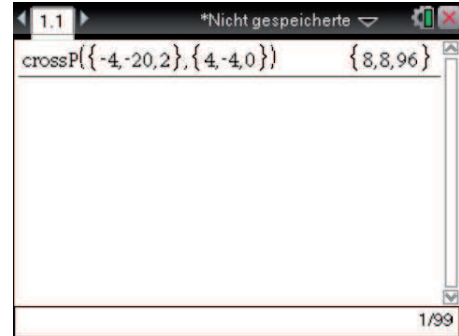 1.1 *Nicht gespeicherte
crossP({-4,-20,2},{4,-4,0}) {8,8,96}
1/99